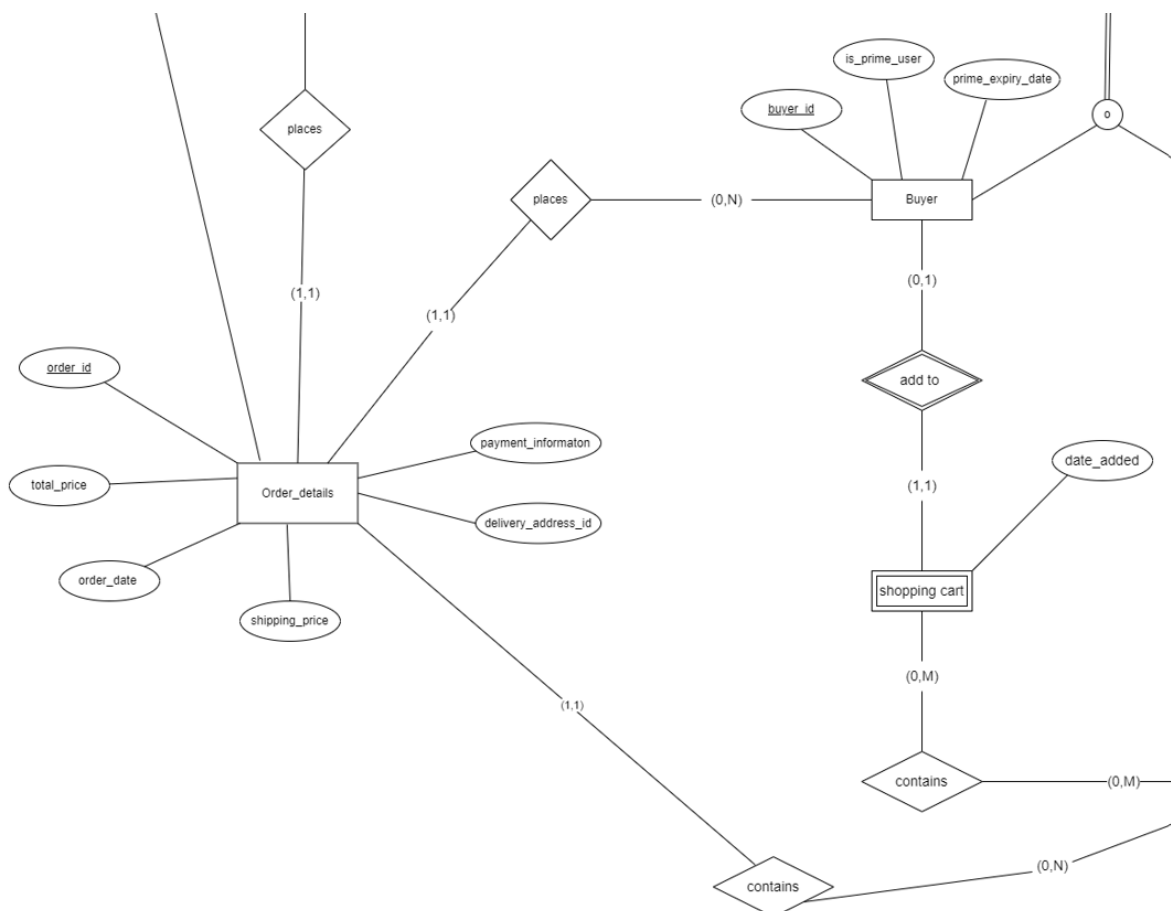 is_prime_user
prime_expiry_date
buyer_id
o
places
places
(0,N)
Buyer
(0,1)
(1,1)
(1,1)
order_id
add to
payment_informaton
date_added
total_price
Order_details
(1,1)
delivery_address_id
order_date
shopping cart
shipping_price
(0,M)
(1,1)
contains
(0,M)
(0,N)
contains